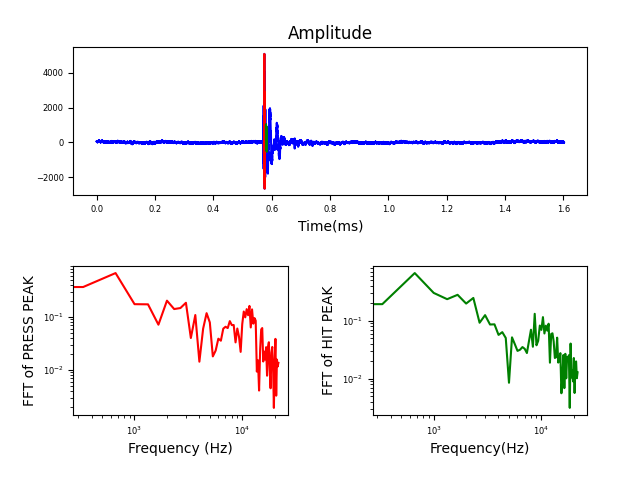 Amplitude
4000
2000
0
−2000
0.0 0.2 0.4 0.6 0.8 1.0 1.2 1.4 1.6
Time(ms)
FFT of PRESS PEAK
10⁻¹
10⁻²
10³ 10⁴
Frequency (Hz)
FFT of HIT PEAK
10⁻¹
10⁻²
10³ 10⁴
Frequency(Hz)